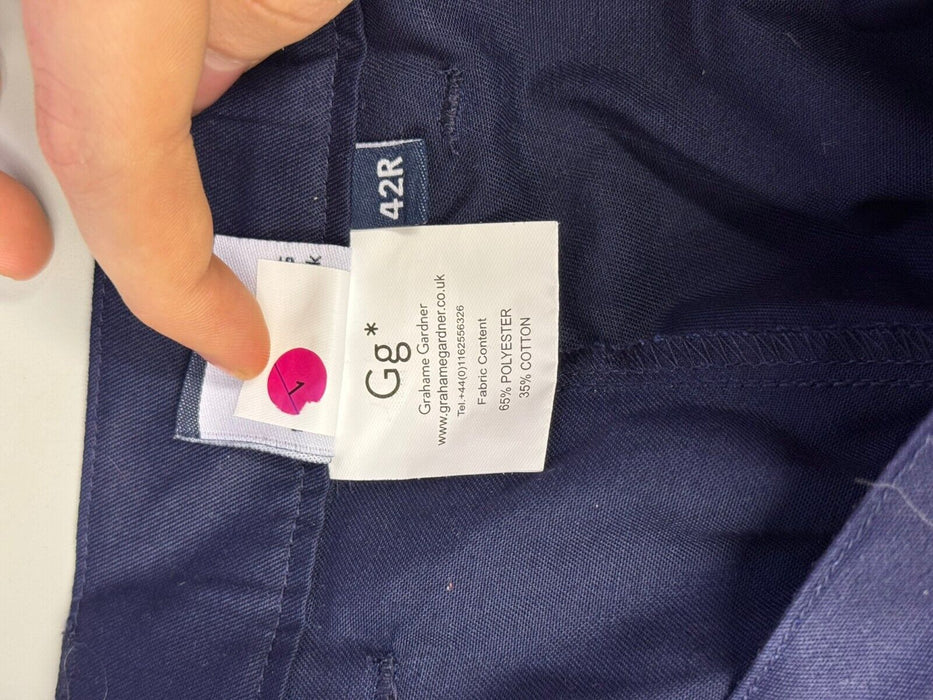 42R
k
1
Gg*
Grahame Gardner
www.grahamegardner.co.uk
Tel.+44(0)1162556326
Fabric Content
65% POLYESTER
35% COTTON